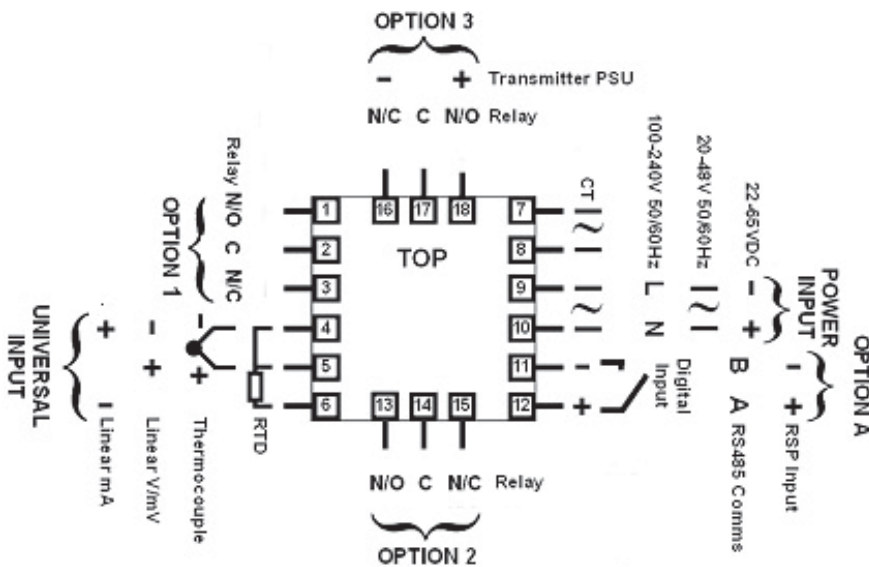 OPTION 3
- + Transmitter PSU
N/C C N/O Relay
16 17 18
TOP
1
2
3
4
5
6
7
8
9
10
11
12
13 14 15
N/O C N/C Relay
OPTION 2
Relay N/O C N/C
OPTION 1
RTD
- +
Thermocouple
- + Linear V/mV
+ - Linear mA
UNIVERSAL
INPUT
CT
~
~
- +
Digital
Input
100-240V 50/60Hz L N
20-48V 50/60Hz
~
22-65VDC - +
POWER
INPUT
B A RS485 Comms
- + RSP Input
OPTION A